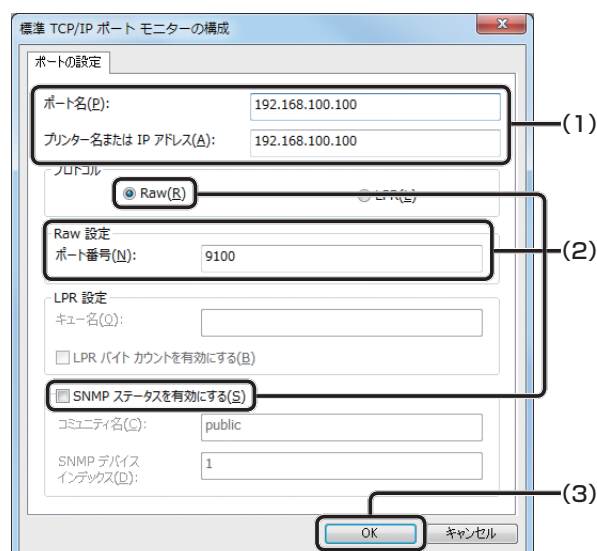 標準 TCP/IP ポート モニターの構成
ポートの設定
ポート名(P):
192.168.100.100
(1)
プリンター名または IP アドレス(A):
192.168.100.100
プロトコル
Raw(R)
LPR(L)
Raw 設定
(2)
ポート番号(N):
9100
LPR 設定
キュー名(Q):
LPR バイト カウントを有効にする(B)
SNMP ステータスを有効にする(S)
コミュニティ名(C):
public
SNMP デバイス
インデックス(D):
1
(3)
OK
キャンセル